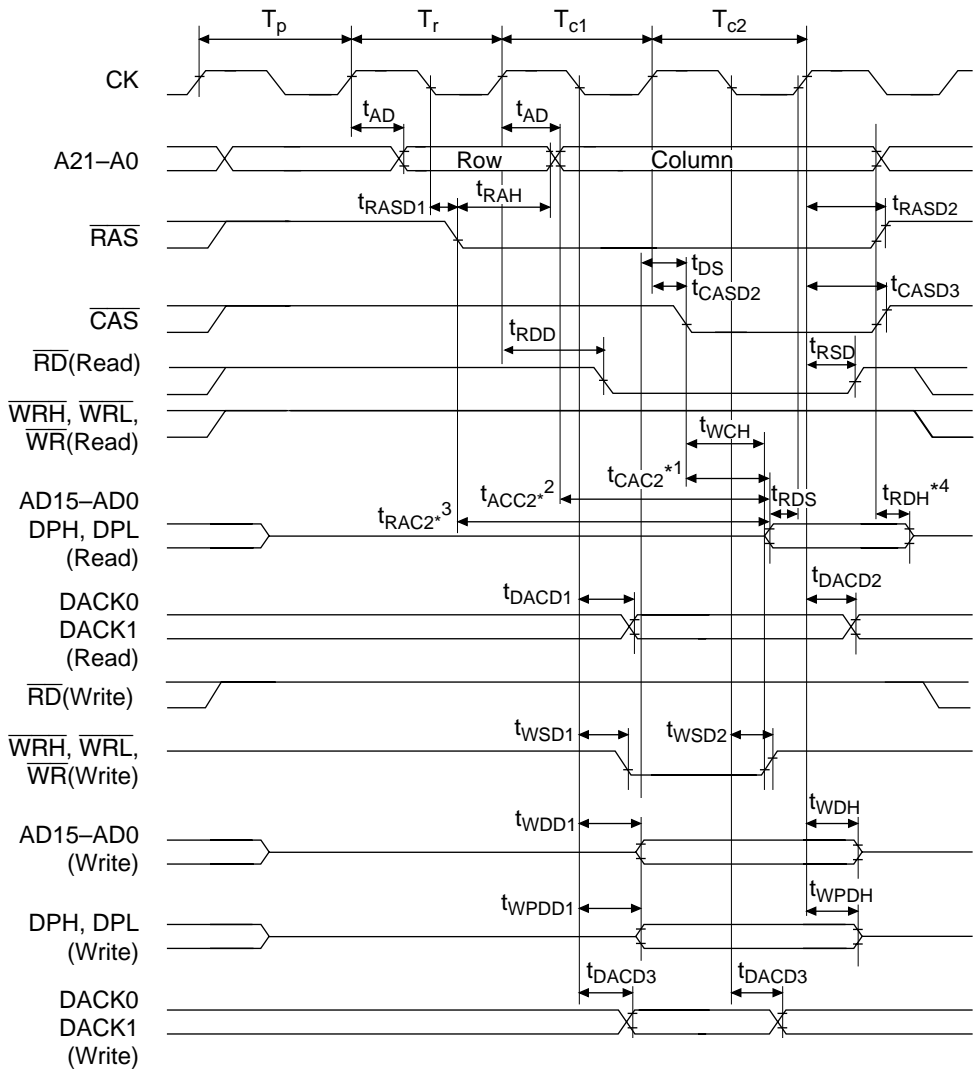 Tp Tr Tc1 Tc2
CK
tAD tAD
A21–A0 Row Column
tRASD1 tRAH tRASD2
RAS
tDS
tCASD2 tCASD3
CAS
tRDD tRSD
RD(Read)
WRH, WRL,
WR(Read)
tWCH
tCAC2*1
tACC2*2
tRAC2*3
tRDS tRDH*4
AD15–AD0
DPH, DPL
(Read)
tDACD1 tDACD2
DACK0
DACK1
(Read)
RD(Write)
tWSD1 tWSD2
WRH, WRL,
WR(Write)
tWDD1 tWDH
AD15–AD0
(Write)
tWPDD1 tWPDH
DPH, DPL
(Write)
tDACD3 tDACD3
DACK0
DACK1
(Write)